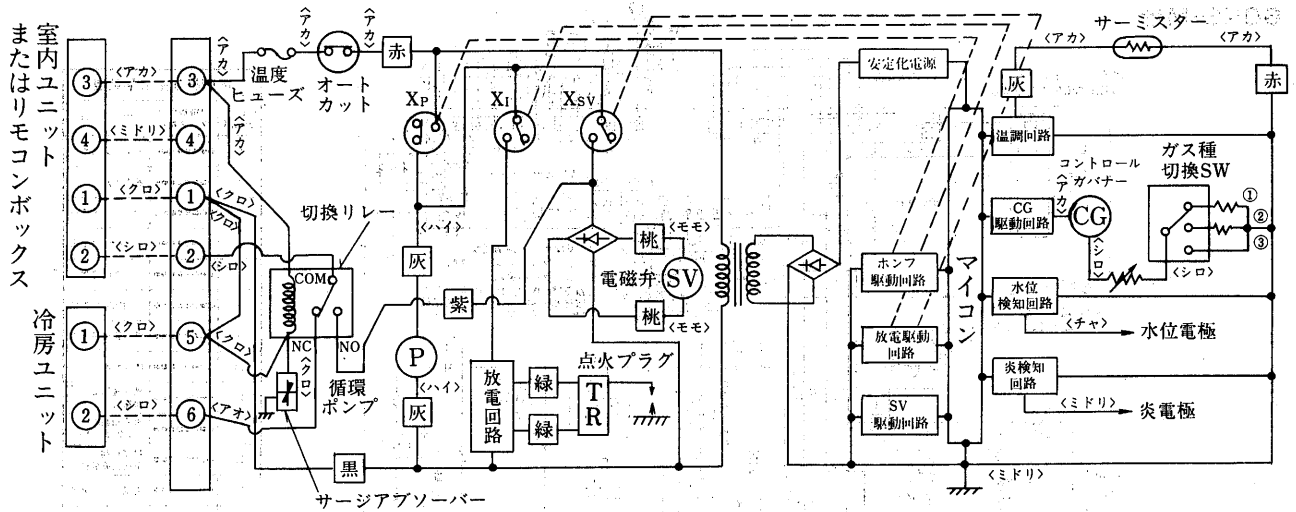 室内ユニット
またはリモコンボックス
冷房ユニット
③
〈アカ〉
③
④
〈ミドリ〉
④
①
〈クロ〉
①
②
〈シロ〉
②
①
〈クロ〉
⑤
②
〈シロ〉
⑥
〈アカ〉
〈アカ〉
〈クロ〉
〈クロ〉
〈シロ〉
〈クロ〉
〈アオ〉
温度
ヒューズ
〈アカ〉
オート
カット
〈アカ〉
赤
切換リレー
COM
NC
NO
〈クロ〉
循環
ポンプ
サージアブソーバー
黒
XP
XI
XSV
〈ハイ〉
灰
P
〈ハイ〉
灰
紫
桃
〈モモ〉
電磁弁
SV
桃
〈モモ〉
放電回路
緑
緑
点火プラグ
TR
安定化電源
ホンプ
駆動回路
放電駆動
回路
SV
駆動回路
マイコン
サーミスター
〈アカ〉
〈アカ〉
灰
赤
温調回路
コントロール
ガバナー
〈アカ〉
CG
駆動回路
CG
〈シロ〉
ガス種
切換SW
①
②
③
〈シロ〉
水位
検知回路
〈チャ〉
水位電極
炎検知
回路
〈ミドリ〉
炎電極
〈ミドリ〉